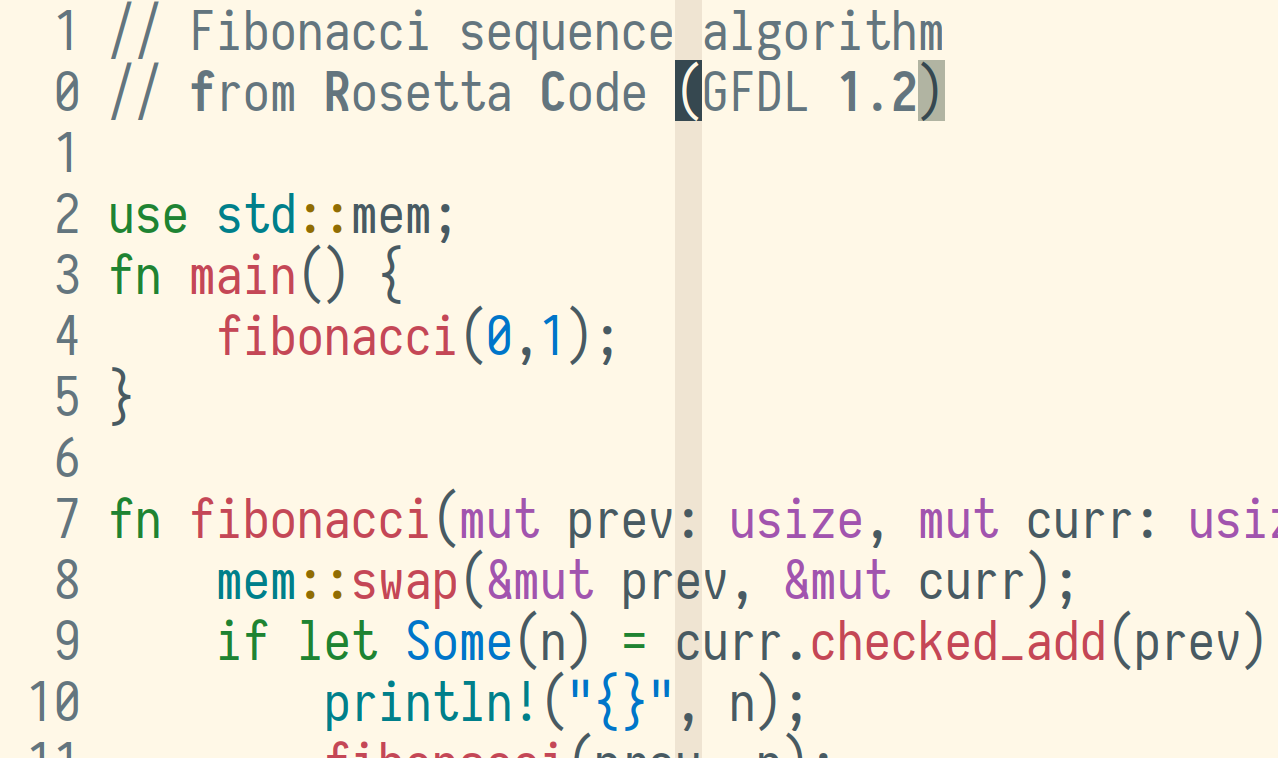 1 // Fibonacci sequence algorithm
0 // from Rosetta Code (GFDL 1.2)
1
2 use std::mem;
3 fn main() {
4     fibonacci(0,1);
5 }
6
7 fn fibonacci(mut prev: usize, mut curr: usiz
8     mem::swap(&mut prev, &mut curr);
9     if let Some(n) = curr.checked_add(prev)
10         println!("{}", n);
11         fibonacci(prev, n);